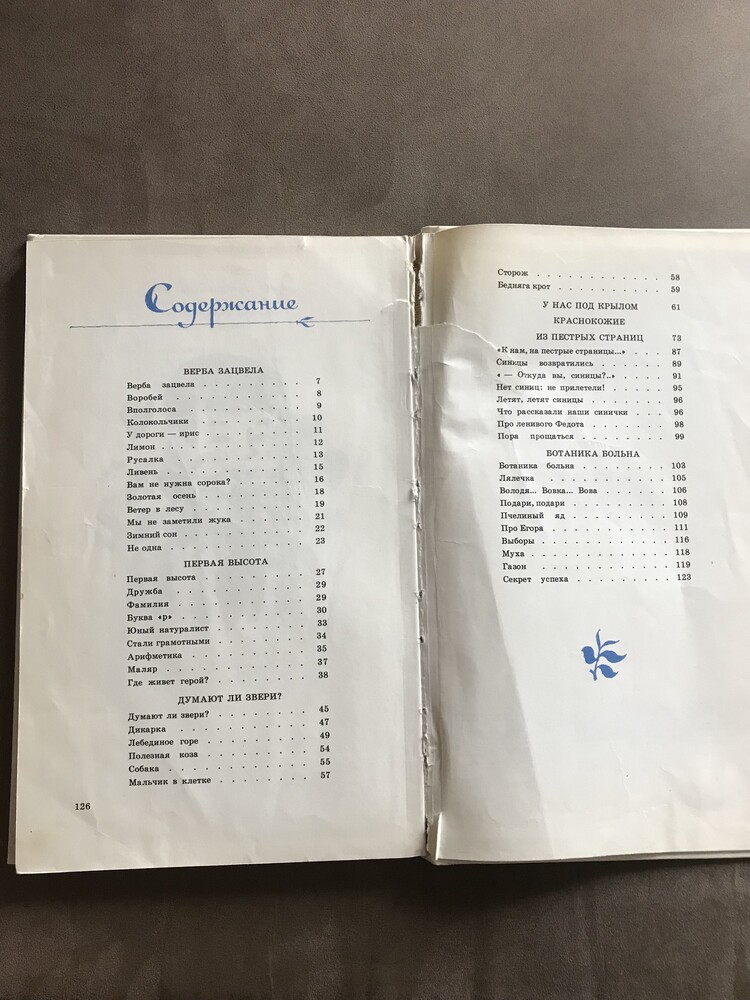 Содержание
ВЕРБА ЗАЦВЕЛА
Верба зацвела . . . . . . . . . 7
Воробей . . . . . . . . . . . 8
Вполголоса . . . . . . . . . . 9
Колокольчики . . . . . . . . . 10
У дороги — ирис . . . . . . . . 11
Лимон . . . . . . . . . . . . 12
Русалка . . . . . . . . . . . 13
Ливень . . . . . . . . . . . 15
Вам не нужна сорока? . . . . . . 16
Золотая осень . . . . . . . . . 18
Ветер в лесу . . . . . . . . . 19
Мы не заметили жука . . . . . . 21
Зимний сон . . . . . . . . . . 22
Не одна . . . . . . . . . . . 23
ПЕРВАЯ ВЫСОТА
Первая высота . . . . . . . . . 27
Дружба . . . . . . . . . . . 29
Фамилия . . . . . . . . . . . 29
Буква «р» . . . . . . . . . . 30
Юный натуралист . . . . . . . . 33
Стали грамотными . . . . . . . 34
Арифметика . . . . . . . . . . 35
Маляр . . . . . . . . . . . . 37
Где живет герой? . . . . . . . . 38
ДУМАЮТ ЛИ ЗВЕРИ?
Думают ли звери? . . . . . . . . 45
Дикарка . . . . . . . . . . . 47
Лебединое горе . . . . . . . . . 49
Полезная коза . . . . . . . . . 54
Собака . . . . . . . . . . . 55
Мальчик в клетке . . . . . . . . 57
126
Сторож . . . . . . . . . . . . 58
Бедняга крот . . . . . . . . . . 59
У НАС ПОД КРЫЛОМ 61
КРАСНОКОЖИЕ
ИЗ ПЕСТРЫХ СТРАНИЦ 73
«К нам, на пестрые страницы...» . . . 87
Синицы возвратились . . . . . . 89
« — Откуда вы, синицы?..» . . . . . 91
Нет синиц: не прилетели! . . . . . 95
Летят, летят синицы . . . . . . . 96
Что рассказали наши синички . . . . 96
Про ленивого Федота . . . . . . . 98
Пора прощаться . . . . . . . . 99
БОТАНИКА БОЛЬНА
Ботаника больна . . . . . . . . 103
Лялечка . . . . . . . . . . . 105
Володя... Вовка... Вова . . . . . . . 106
Подари, подари . . . . . . . . . 108
Пчелиный яд . . . . . . . . . 109
Про Егора . . . . . . . . . . 111
Выборы . . . . . . . . . . . 116
Муха . . . . . . . . . . . . 118
Газон . . . . . . . . . . . . 119
Секрет успеха . . . . . . . . . 123